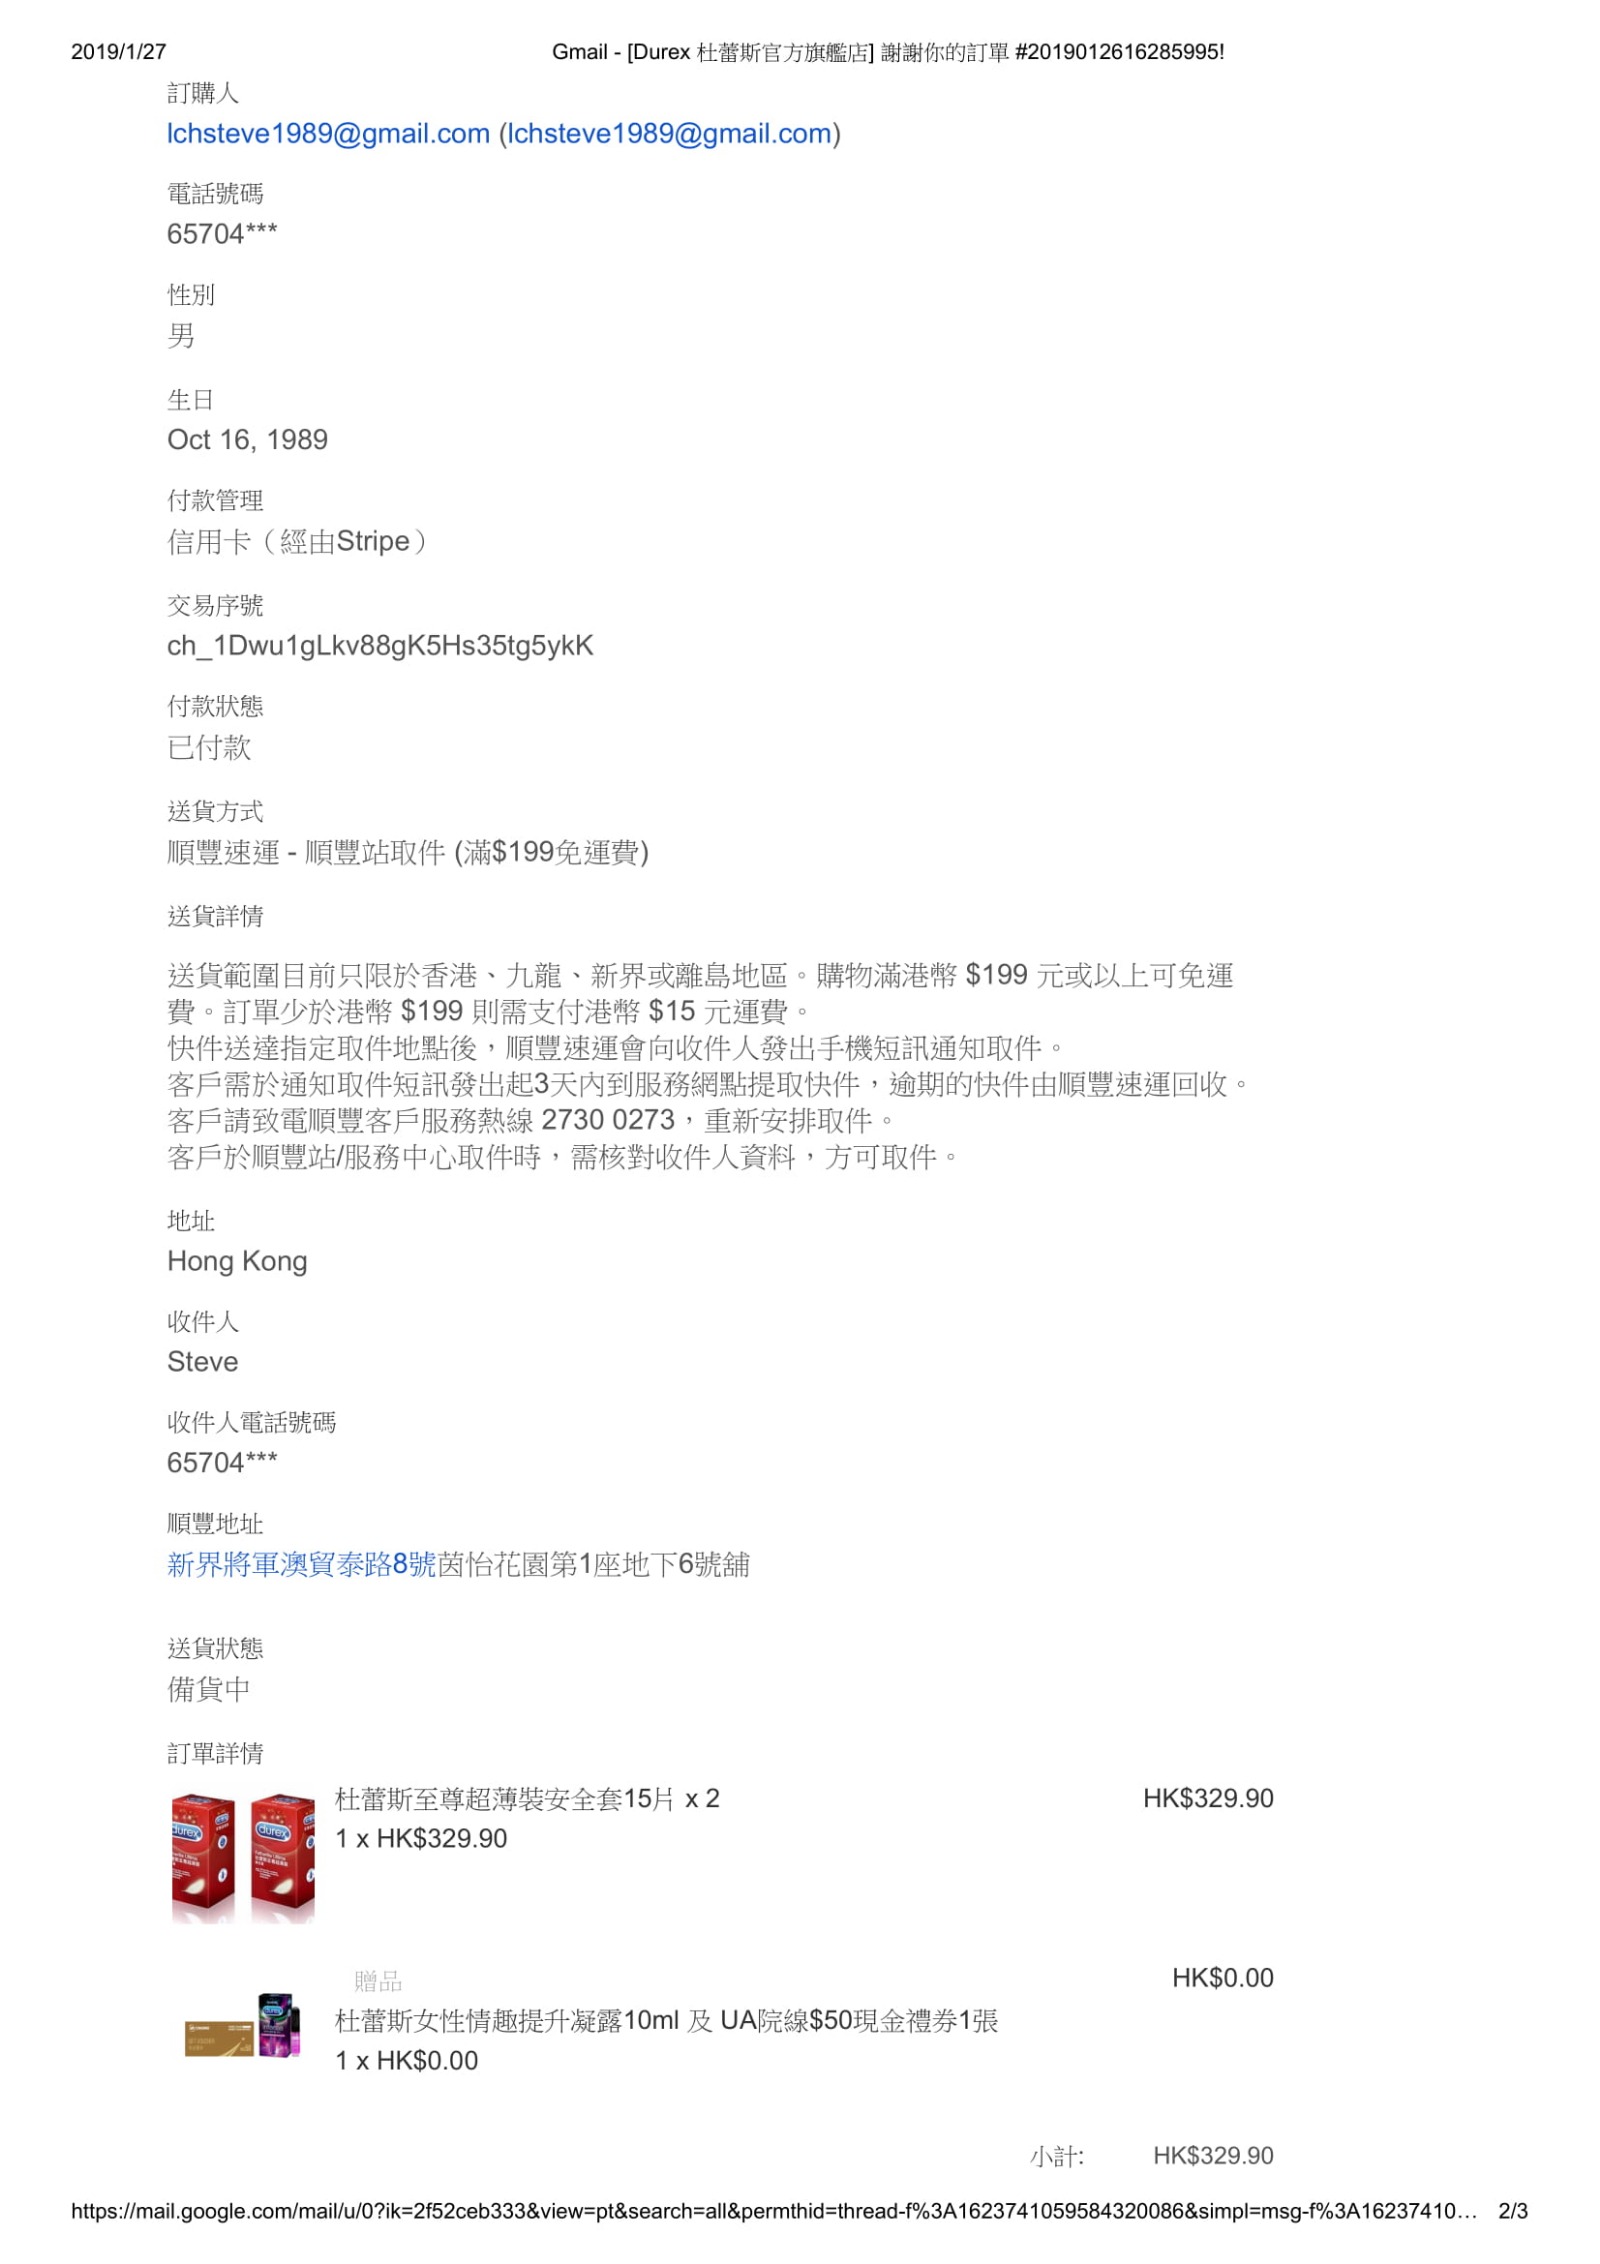 2019/1/27
Gmail - [Durex 杜蕾斯官方旗艦店] 謝謝你的訂單 #2019012616285995!
訂購人
lchsteve1989@gmail.com (lchsteve1989@gmail.com)
電話號碼
65704***
性別
男
生日
Oct 16, 1989
付款管理
信用卡（經由Stripe）
交易序號
ch_1Dwu1gLkv88gK5Hs35tg5ykK
付款狀態
已付款
送貨方式
順豐速運 - 順豐站取件 (滿$199免運費)
送貨詳情
送貨範圍目前只限於香港、九龍、新界或離島地區。購物滿港幣 $199 元或以上可免運
費。訂單少於港幣 $199 則需支付港幣 $15 元運費。
快件送達指定取件地點後，順豐速運會向收件人發出手機短訊通知取件。
客戶需於通知取件短訊發出起3天內到服務網點提取快件，逾期的快件由順豐速運回收。
客戶請致電順豐客戶服務熱線 2730 0273，重新安排取件。
客戶於順豐站/服務中心取件時，需核對收件人資料，方可取件。
地址
Hong Kong
收件人
Steve
收件人電話號碼
65704***
順豐地址
新界將軍澳貿泰路8號茵怡花園第1座地下6號舖
送貨狀態
備貨中
訂單詳情
durex
durex
杜蕾斯至尊超薄裝安全套15片 x 2
HK$329.90
1 x HK$329.90
贈品
HK$0.00
durex
杜蕾斯女性情趣提升凝露10ml 及 UA院線$50現金禮券1張
1 x HK$0.00
小計:
HK$329.90
https://mail.google.com/mail/u/0?ik=2f52ceb333&view=pt&search=all&permthid=thread-f%3A1623741059584320086&simpl=msg-f%3A16237410…
2/3